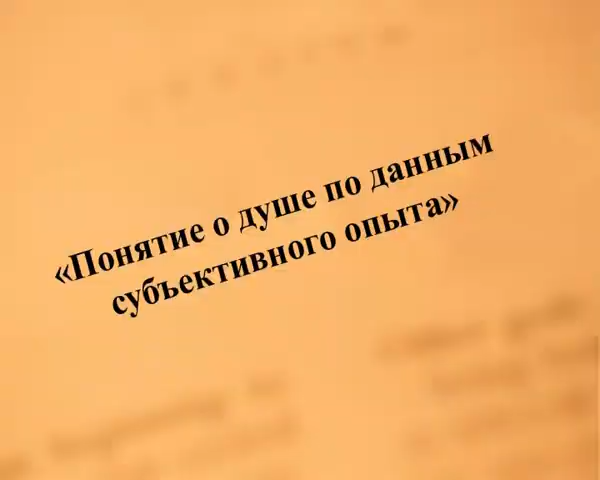 «Понятие о душе по данным
субъективного опыта»